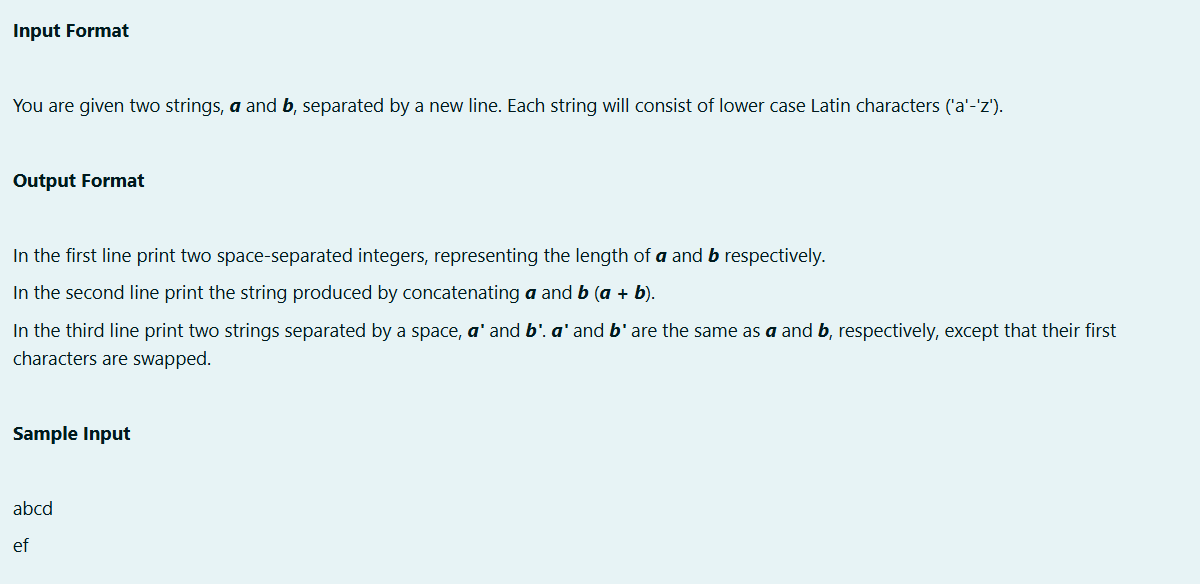 Input Format
You are given two strings, a and b, separated by a new line. Each string will consist of lower case Latin characters ('a'-'z').
Output Format
In the first line print two space-separated integers, representing the length of a and b respectively.
In the second line print the string produced by concatenating a and b (a + b).
In the third line print two strings separated by a space, a' and b'. a' and b' are the same as a and b, respectively, except that their first
characters are swapped.
Sample Input
abcd
ef